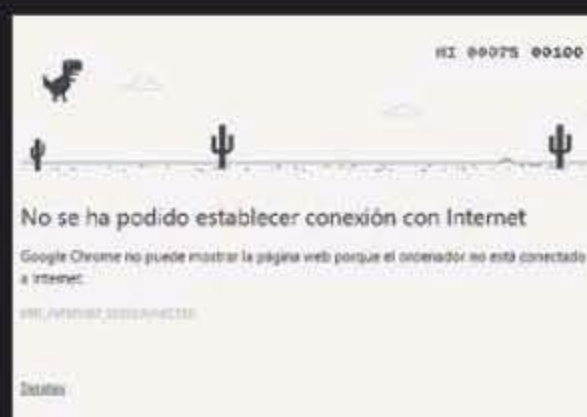 HI 00075 00100
No se ha podido establecer conexión con Internet
Google Chrome no puede mostrar la página web porque el ordenador no está conectado
a Internet.
ERR_INTERNET_DISCONNECTED
Detalles